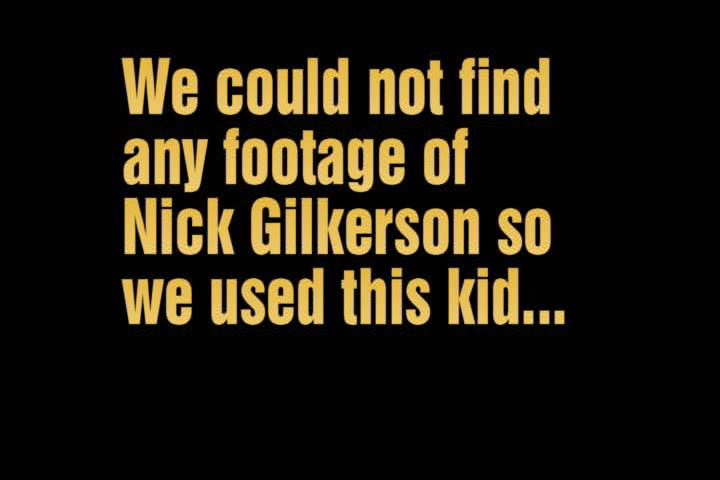 We could not find
any footage of
Nick Gilkerson so
we used this kid...